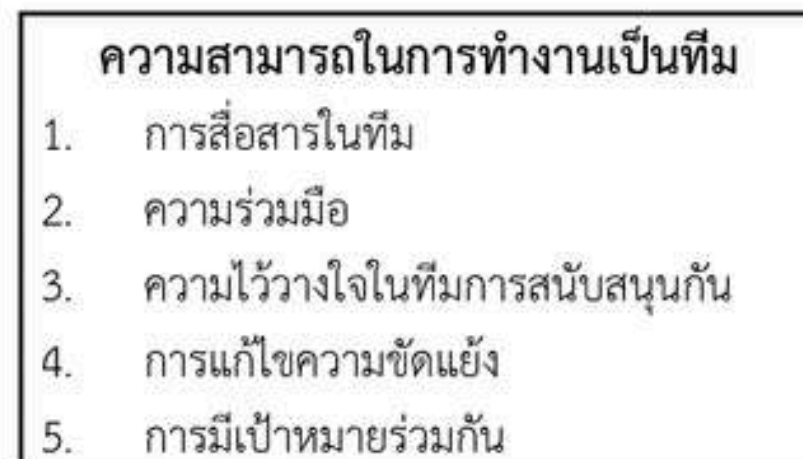 ความสามารถในการทำงานเป็นทีม
1. การสื่อสารในทีม
2. ความร่วมมือ
3. ความไว้วางใจในทีมการสนับสนุนกัน
4. การแก้ไขความขัดแย้ง
5. การมีเป้าหมายร่วมกัน